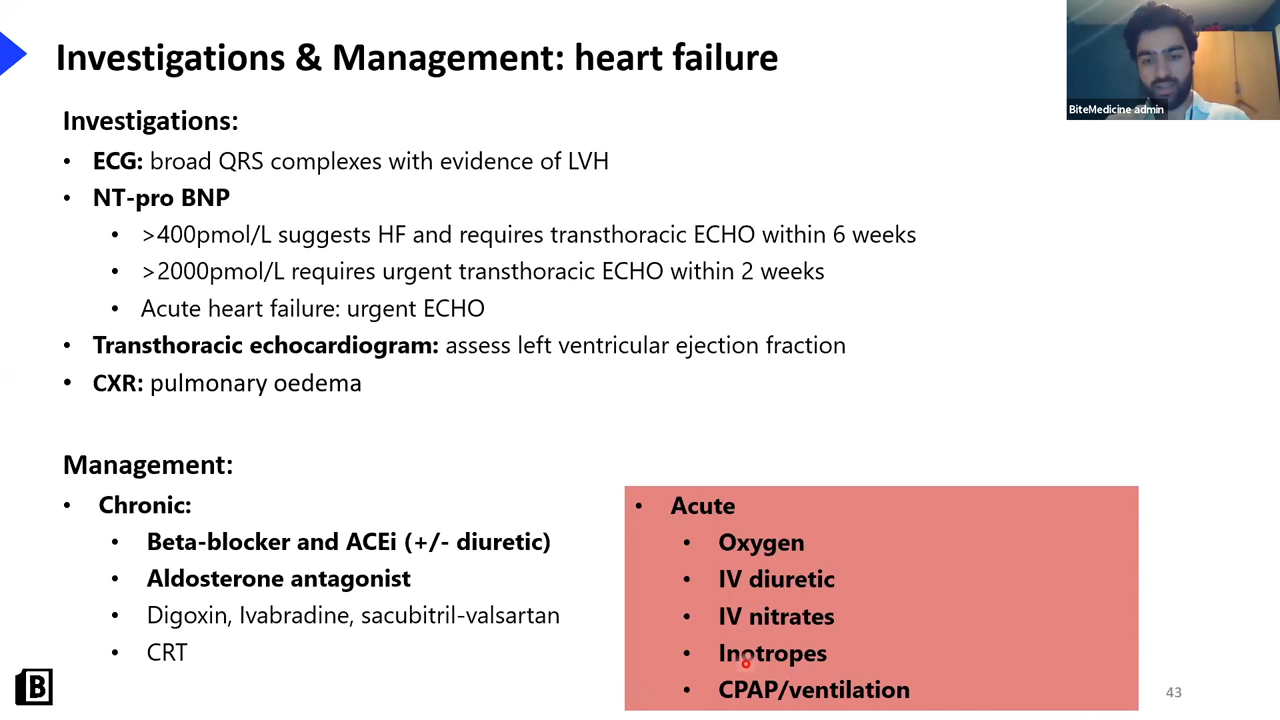 Investigations & Management: heart failure
BiteMedicine admin
Investigations:
• ECG: broad QRS complexes with evidence of LVH
• NT-pro BNP
• >400pmol/L suggests HF and requires transthoracic ECHO within 6 weeks
• >2000pmol/L requires urgent transthoracic ECHO within 2 weeks
• Acute heart failure: urgent ECHO
• Transthoracic echocardiogram: assess left ventricular ejection fraction
• CXR: pulmonary oedema
Management:
• Chronic:
• Beta-blocker and ACEi (+/- diuretic)
• Aldosterone antagonist
• Digoxin, Ivabradine, sacubitril-valsartan
• CRT
• Acute
• Oxygen
• IV diuretic
• IV nitrates
• Inotropes
• CPAP/ventilation
B
43